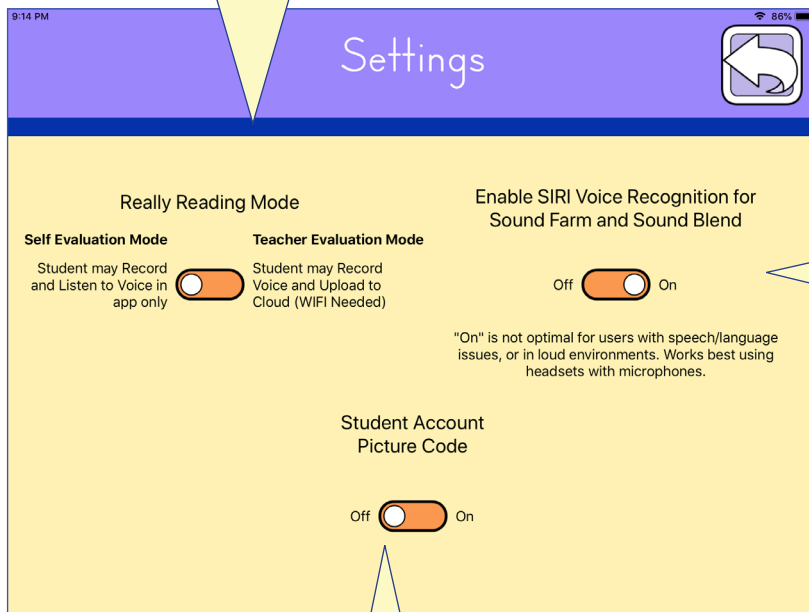 9:14 PM
86%
Settings
Really Reading Mode
Self Evaluation Mode
Student may Record
and Listen to Voice in
app only
Teacher Evaluation Mode
Student may Record
Voice and Upload to
Cloud (WIFI Needed)
Enable SIRI Voice Recognition for
Sound Farm and Sound Blend
Off
On
"On" is not optimal for users with speech/language
issues, or in loud environments. Works best using
headsets with microphones.
Student Account
Picture Code
Off
On